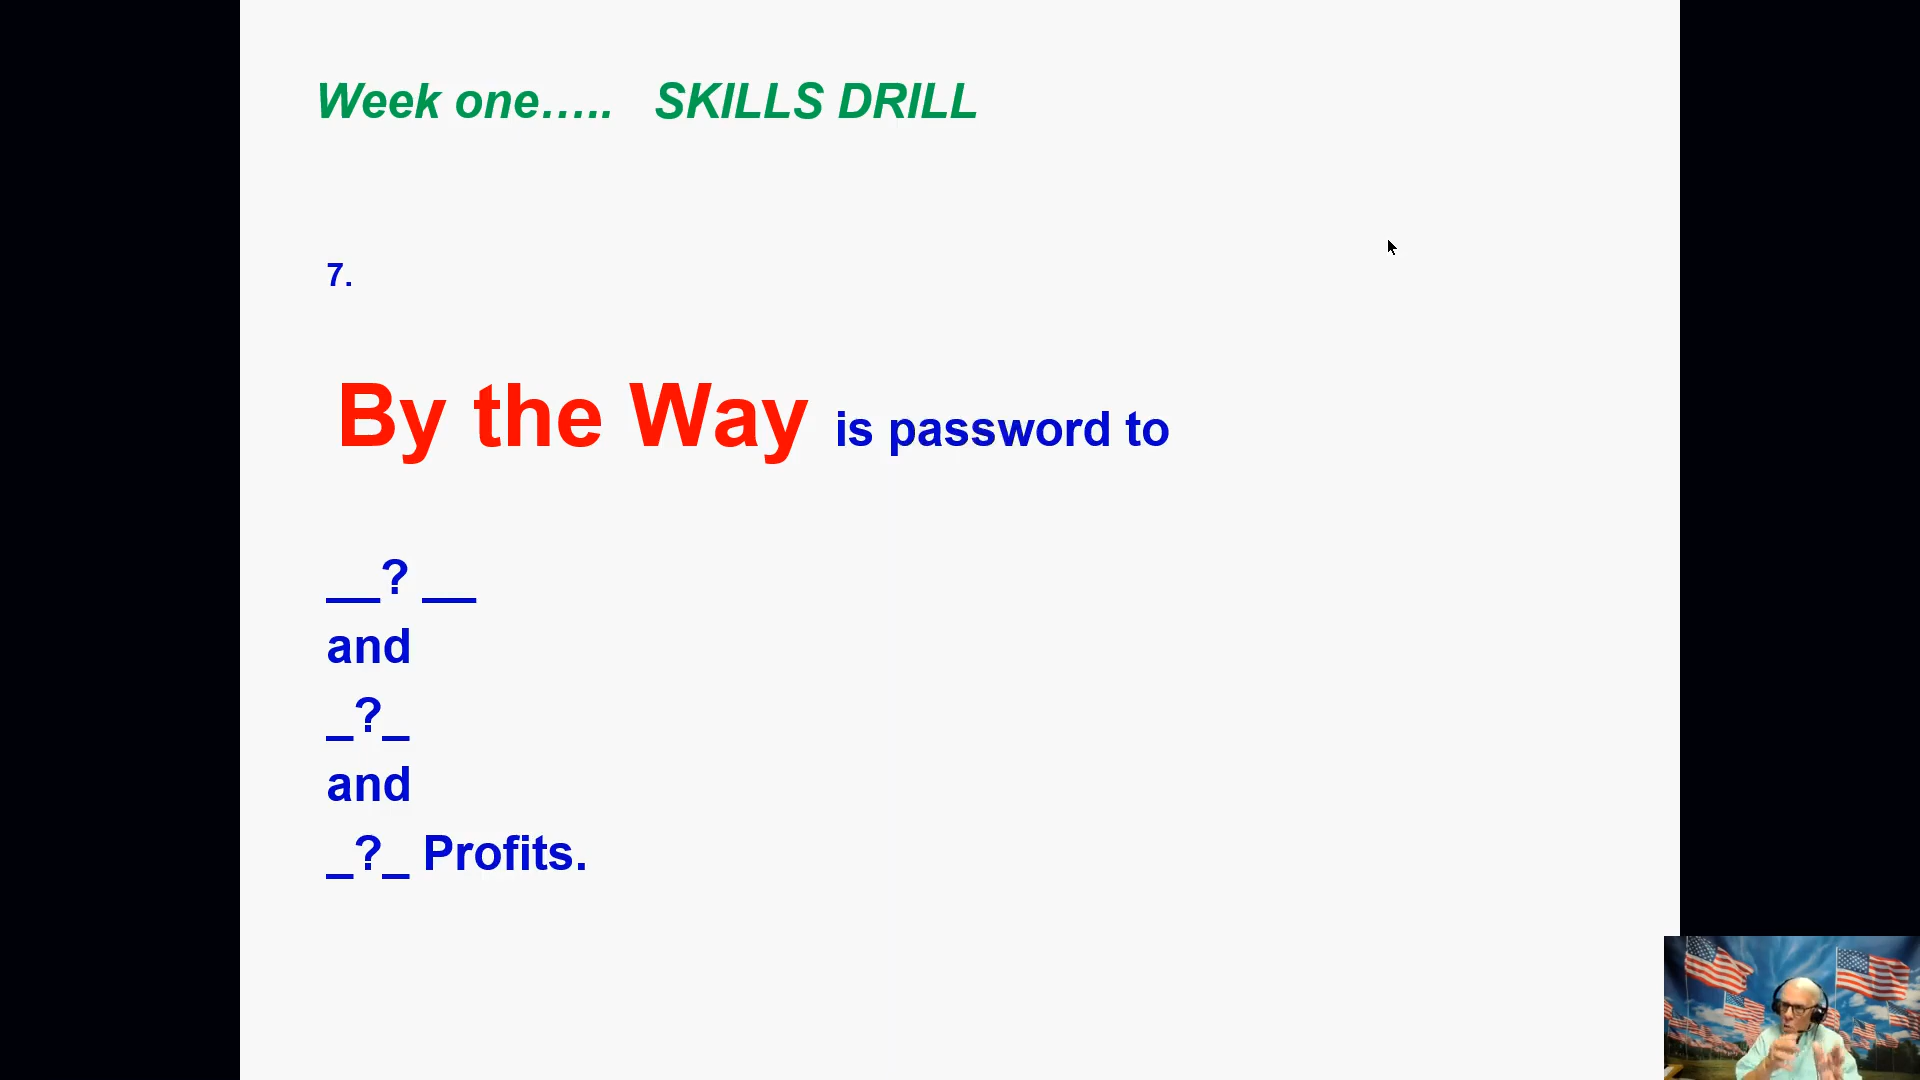 Week one….. SKILLS DRILL
7.
By the Way is password to
__? __
and
_?_
and
_?_ Profits.